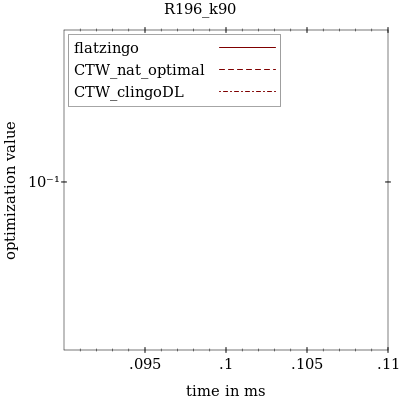 R196_k90
flatzingo
CTW_nat_optimal
CTW_clingoDL
optimization value
10⁻¹
.095 .1 .105 .11
time in ms